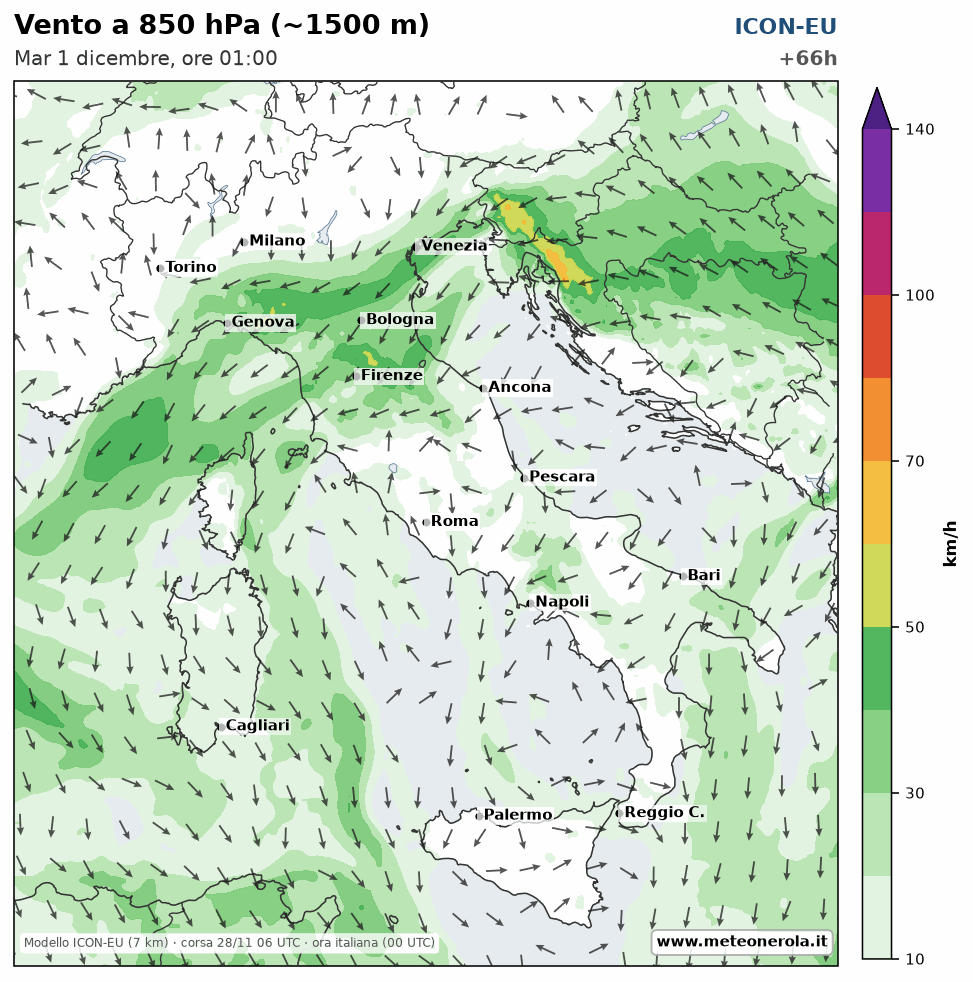 Vento a 850 hPa (~1500 m)
ICON-EU
Mar 1 dicembre, ore 01:00
+66h
140
Venezia
Milano
Torino
100
Bologna
Genova
Firenze
Ancona
70
Pescara
Roma
km/h
Bari
Napoli
50
Cagliari
30
Palermo
Reggio C.
Modello ICON-EU (7 km) · corsa 28/11 06 UTC · ora italiana (00 UTC)
www.meteonerola.it
10